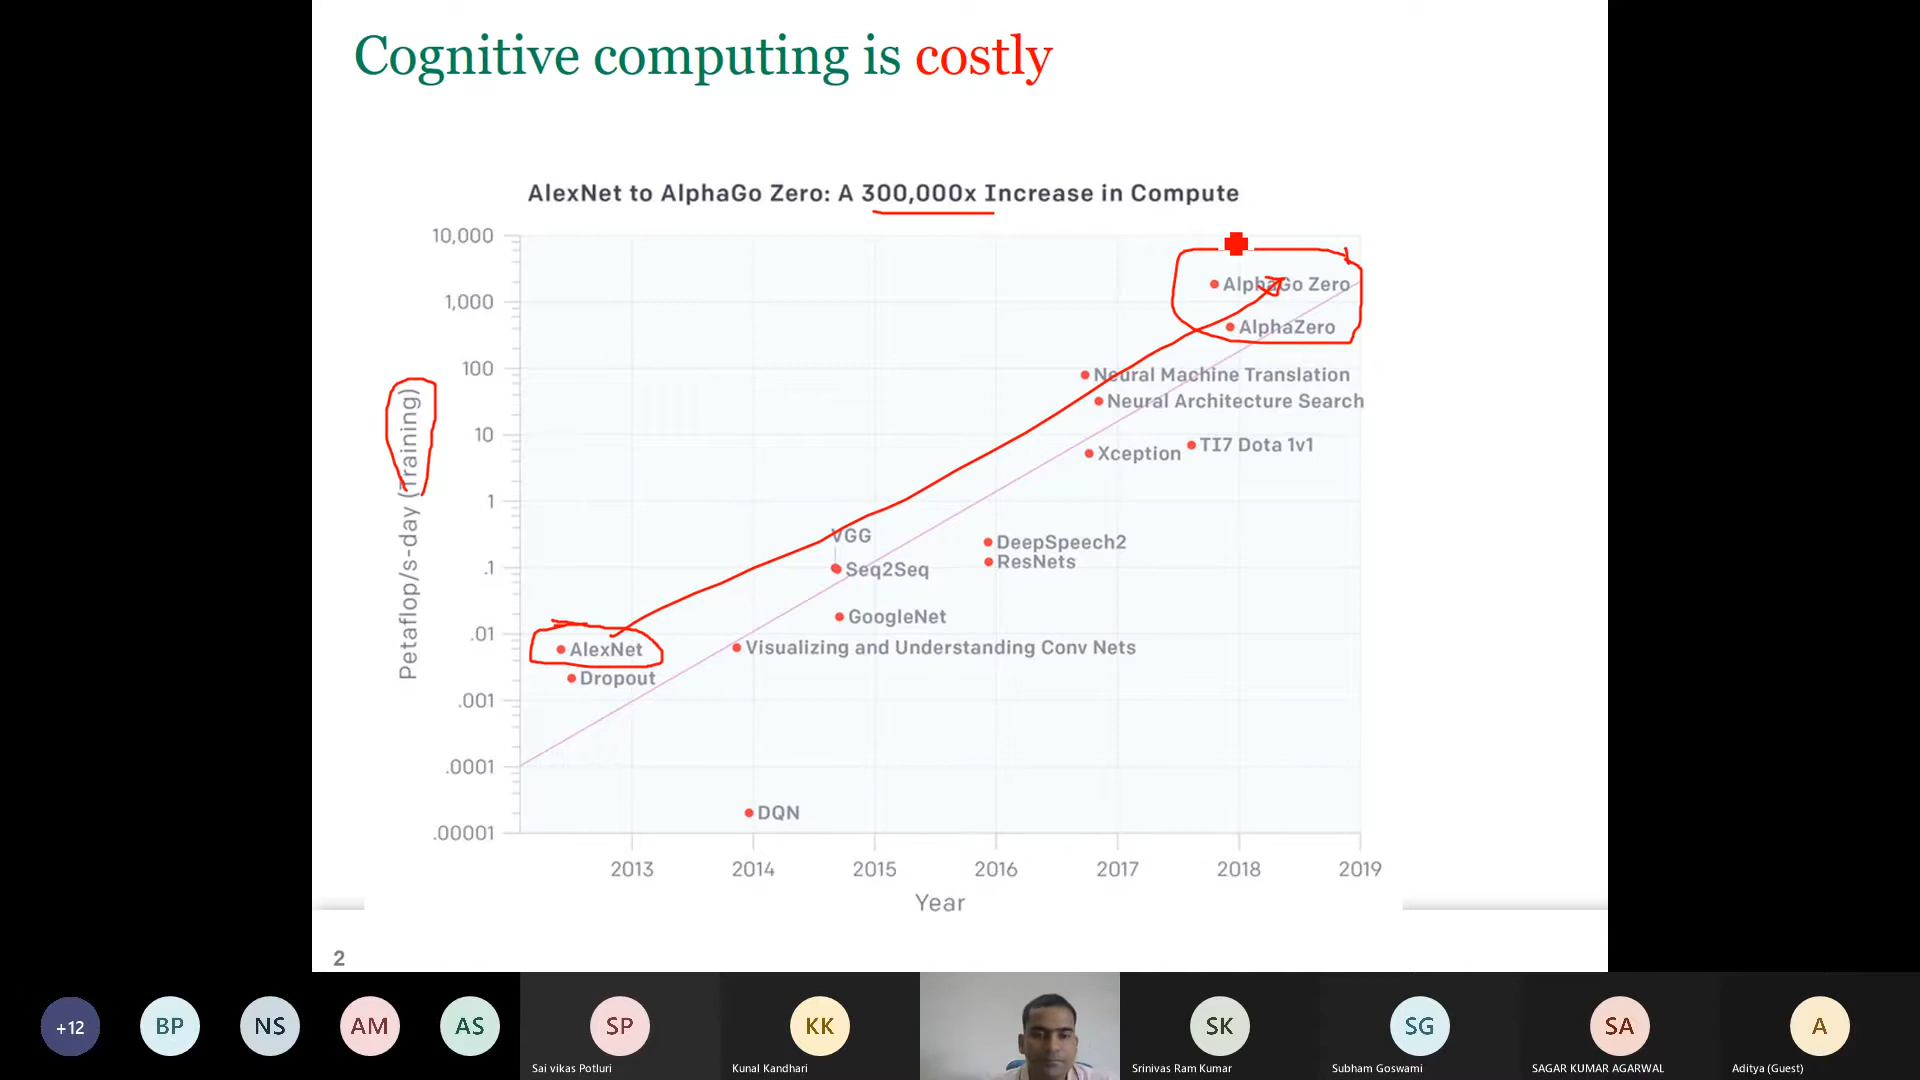 Cognitive computing is costly
AlexNet to AlphaGo Zero: A 300,000x Increase in Compute
10,000
1,000
100
10
1
.1
.01
.001
.0001
.00001
Petaflop/s-day (Training)
AlphaGo Zero
AlphaZero
Neural Machine Translation
Neural Architecture Search
TI7 Dota 1v1
Xception
VGG
Seq2Seq
DeepSpeech2
ResNets
GoogleNet
AlexNet
Visualizing and Understanding Conv Nets
Dropout
DQN
2013 2014 2015 2016 2017 2018 2019
Year
2
+12 BP NS AM AS SP KK SK SG SA A
Sai vikas Potluri Kunal Kandhari Srinivas Ram Kumar Subham Goswami SAGAR KUMAR AGARWAL Aditya (Guest)